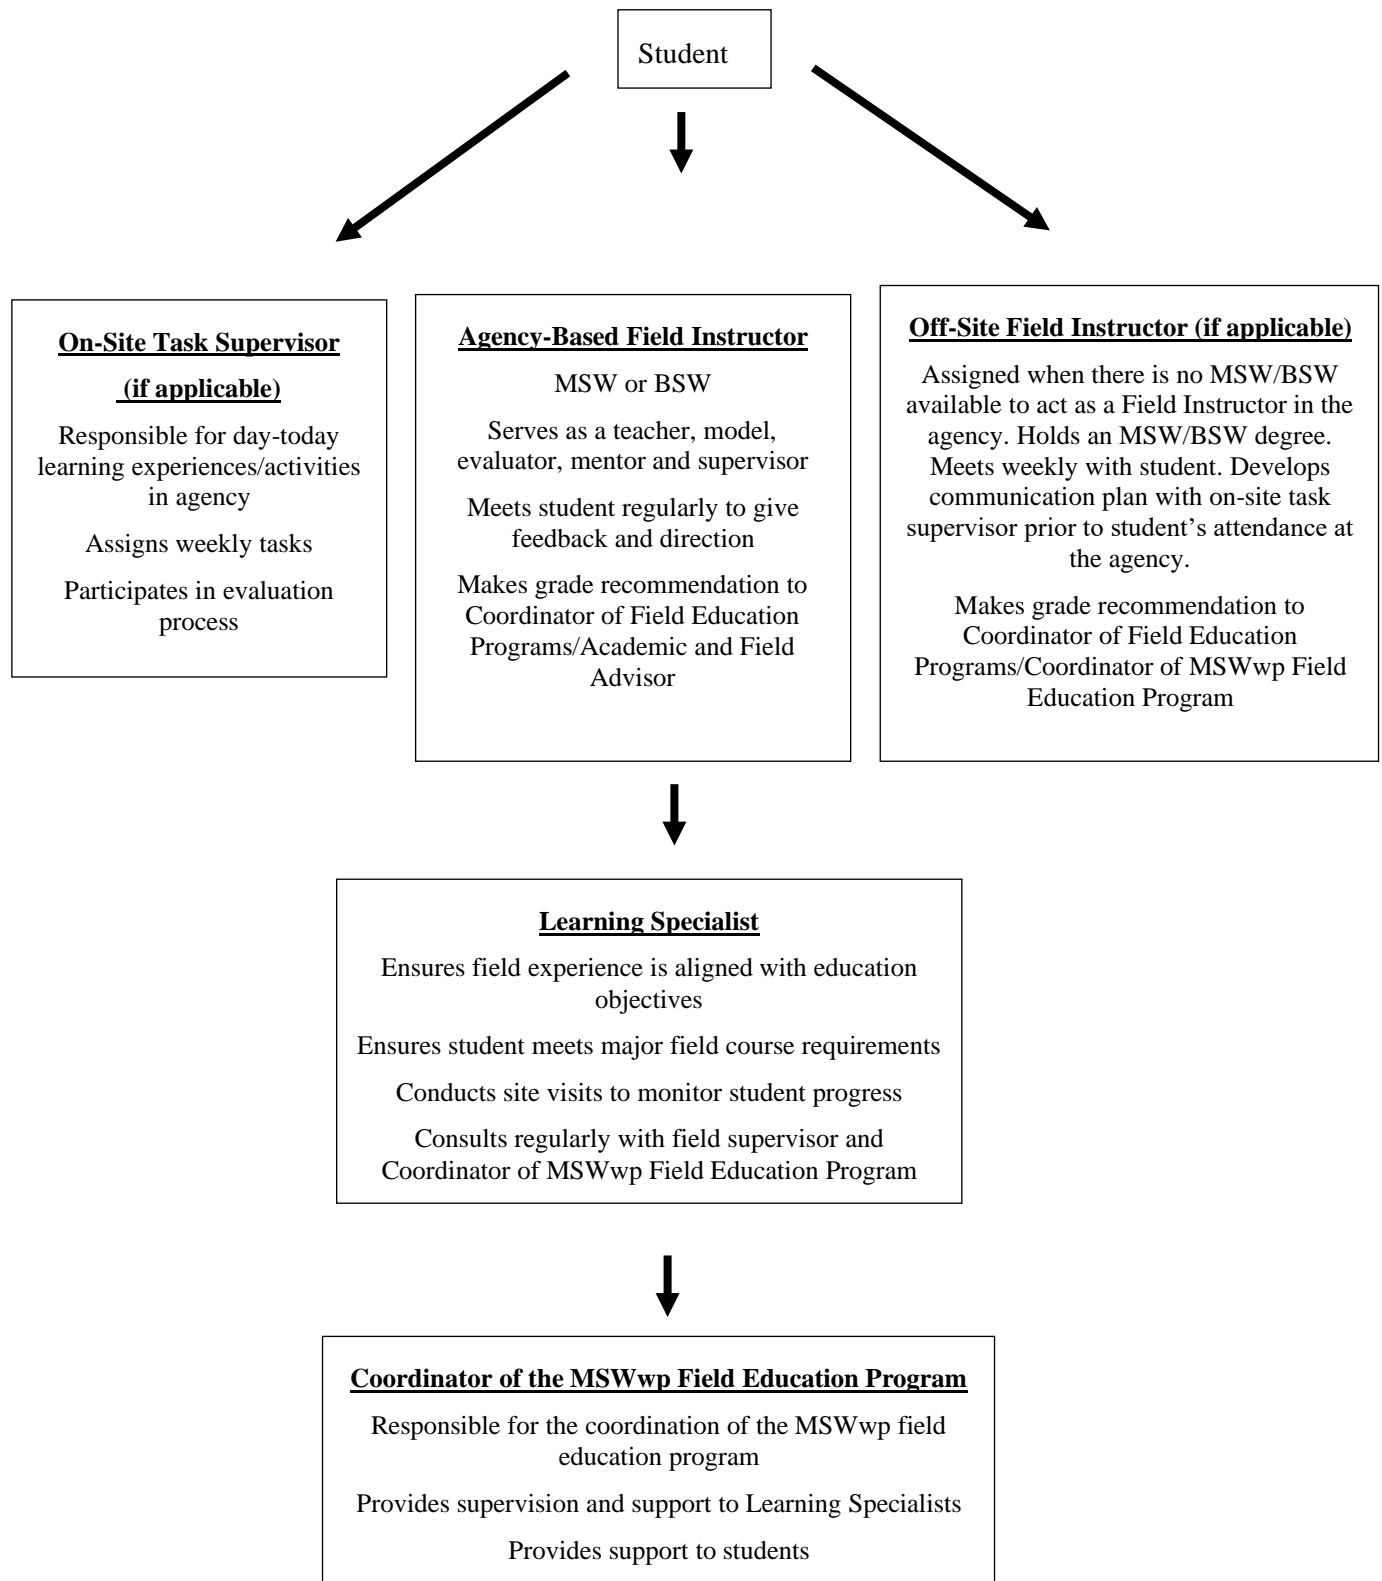 Student
On-Site Task Supervisor
(if applicable)
Responsible for day-today
learning experiences/activities
in agency
Assigns weekly tasks
Participates in evaluation
process
Agency-Based Field Instructor
MSW or BSW
Serves as a teacher, model,
evaluator, mentor and supervisor
Meets student regularly to give
feedback and direction
Makes grade recommendation to
Coordinator of Field Education
Programs/Academic and Field
Advisor
Off-Site Field Instructor (if applicable)
Assigned when there is no MSW/BSW
available to act as a Field Instructor in the
agency. Holds an MSW/BSW degree.
Meets weekly with student. Develops
communication plan with on-site task
supervisor prior to student’s attendance at
the agency.
Makes grade recommendation to
Coordinator of Field Education
Programs/Coordinator of MSWwp Field
Education Program
Learning Specialist
Ensures field experience is aligned with education
objectives
Ensures student meets major field course requirements
Conducts site visits to monitor student progress
Consults regularly with field supervisor and
Coordinator of MSWwp Field Education Program
Coordinator of the MSWwp Field Education Program
Responsible for the coordination of the MSWwp field
education program
Provides supervision and support to Learning Specialists
Provides support to students